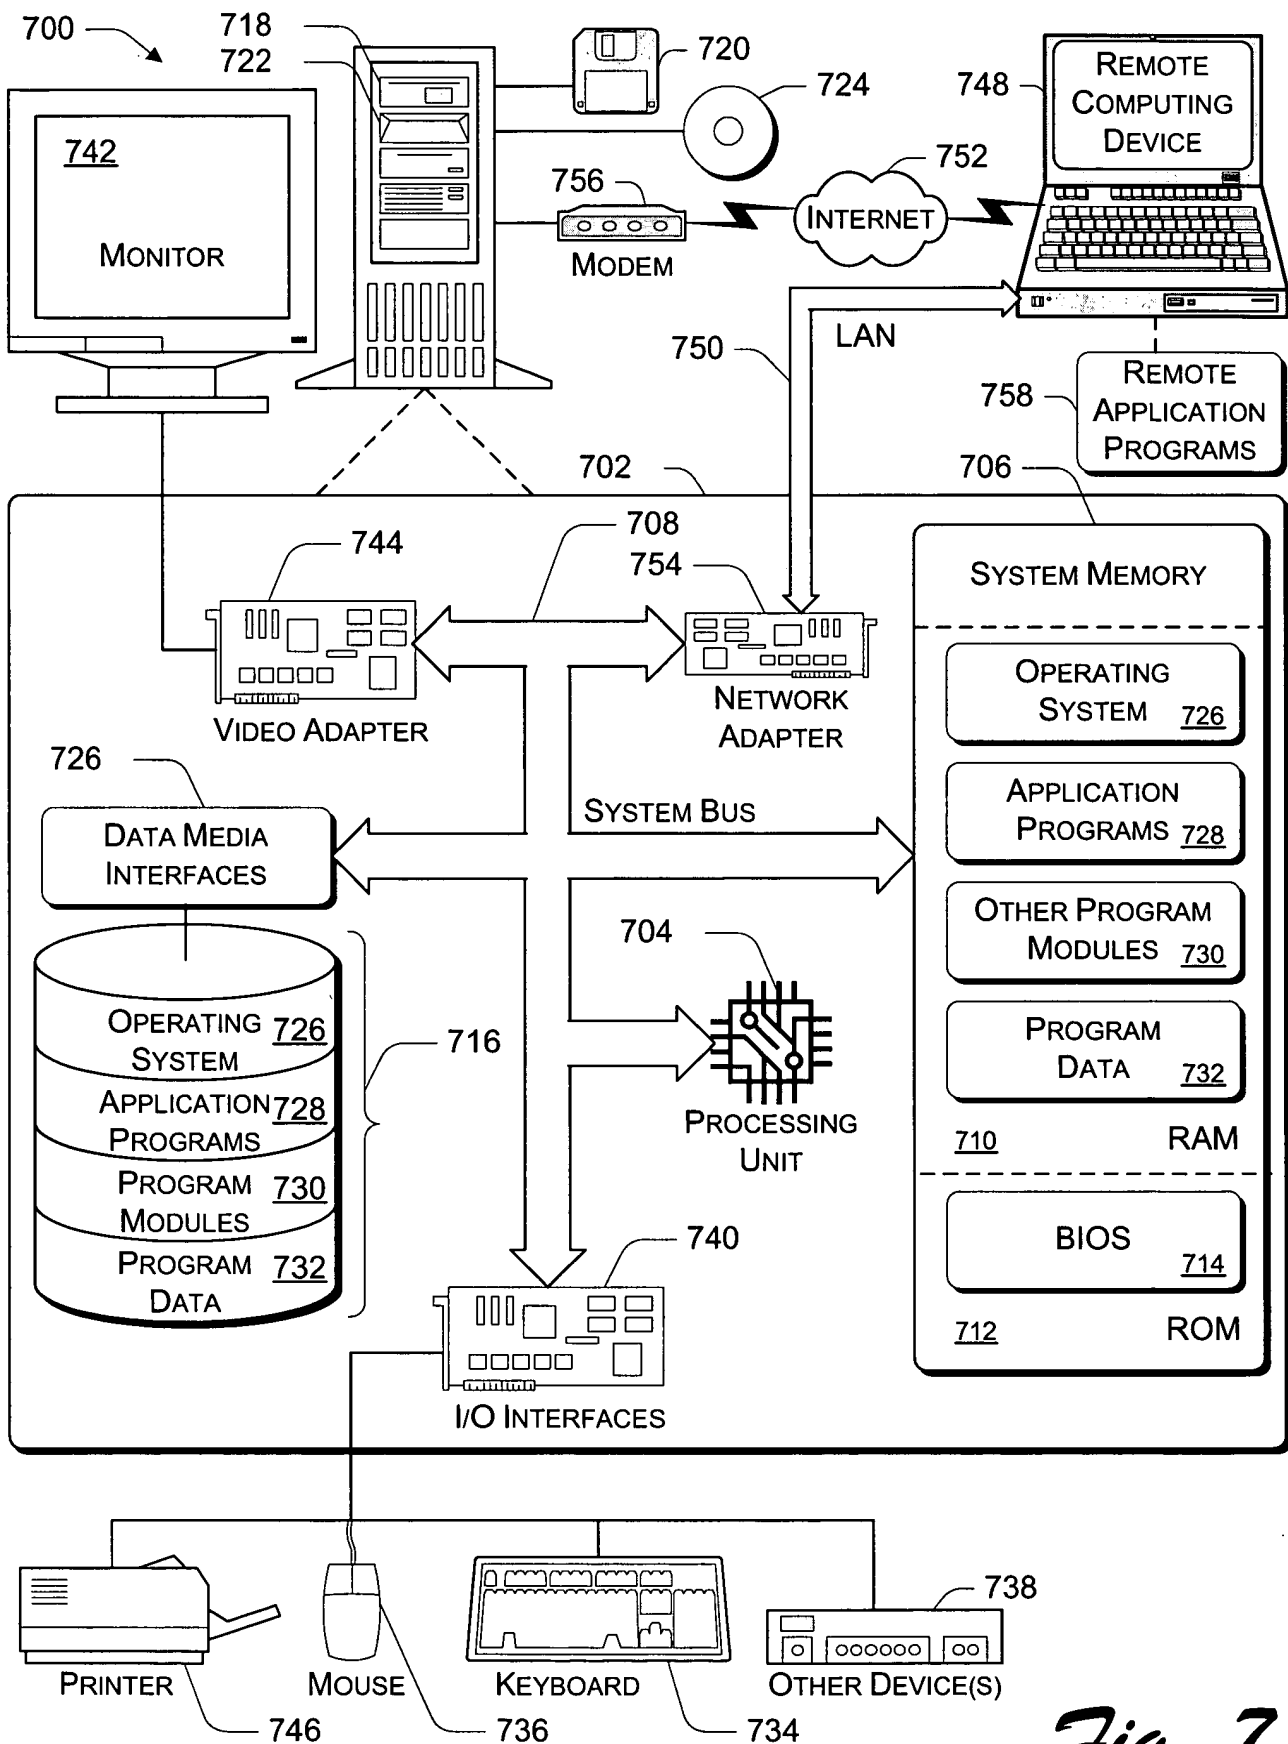 700
718
722
720
724
748
REMOTE
COMPUTING
DEVICE
742
MONITOR
756
MODEM
752
INTERNET
750
LAN
758
REMOTE
APPLICATION
PROGRAMS
702
706
744
708
754
VIDEO ADAPTER
NETWORK
ADAPTER
SYSTEM MEMORY
OPERATING
SYSTEM 726
APPLICATION
PROGRAMS 728
OTHER PROGRAM
MODULES 730
PROGRAM
DATA 732
710 RAM
BIOS 714
712 ROM
726
DATA MEDIA
INTERFACES
SYSTEM BUS
704
PROCESSING
UNIT
OPERATING 726
SYSTEM
APPLICATION 728
PROGRAMS
PROGRAM 730
MODULES
PROGRAM 732
DATA
716
740
I/O INTERFACES
PRINTER
746
MOUSE
736
KEYBOARD
734
738
OTHER DEVICE(S)
Fig. 7